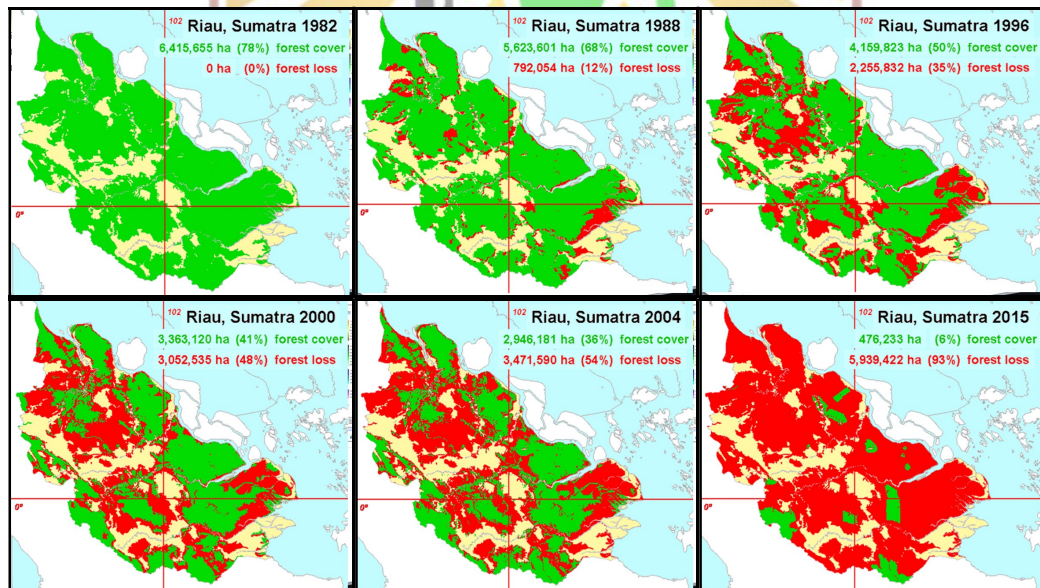 102
Riau, Sumatra 1982
6,415,655 ha (78%) forest cover
0 ha (0%) forest loss
0°
102
Riau, Sumatra 1988
5,623,601 ha (68%) forest cover
792,054 ha (12%) forest loss
0°
102
Riau, Sumatra 1996
4,159,823 ha (50%) forest cover
2,255,832 ha (35%) forest loss
0°
102
Riau, Sumatra 2000
3,363,120 ha (41%) forest cover
3,052,535 ha (48%) forest loss
0°
102
Riau, Sumatra 2004
2,946,181 ha (36%) forest cover
3,471,590 ha (54%) forest loss
0°
102
Riau, Sumatra 2015
476,233 ha (6%) forest cover
5,939,422 ha (93%) forest loss
0°